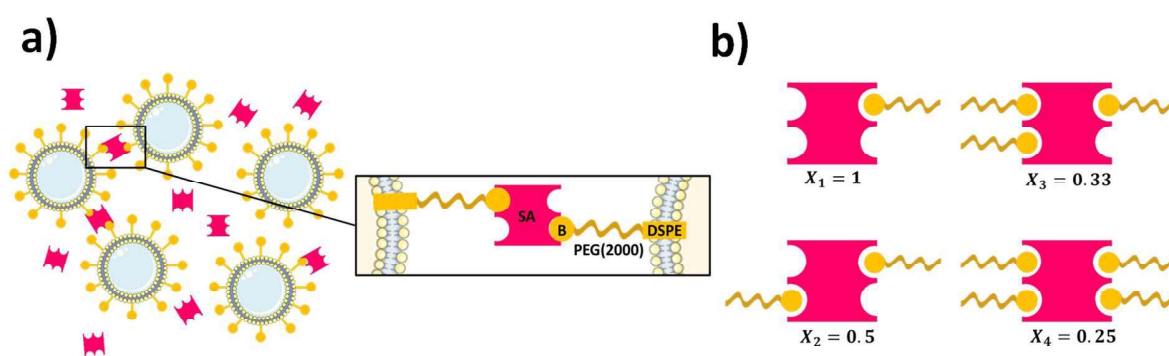 a)
b)
SA
B
DSPE
PEG(2000)
X₁ = 1
X₃ = 0.33
X₂ = 0.5
X₄ = 0.25